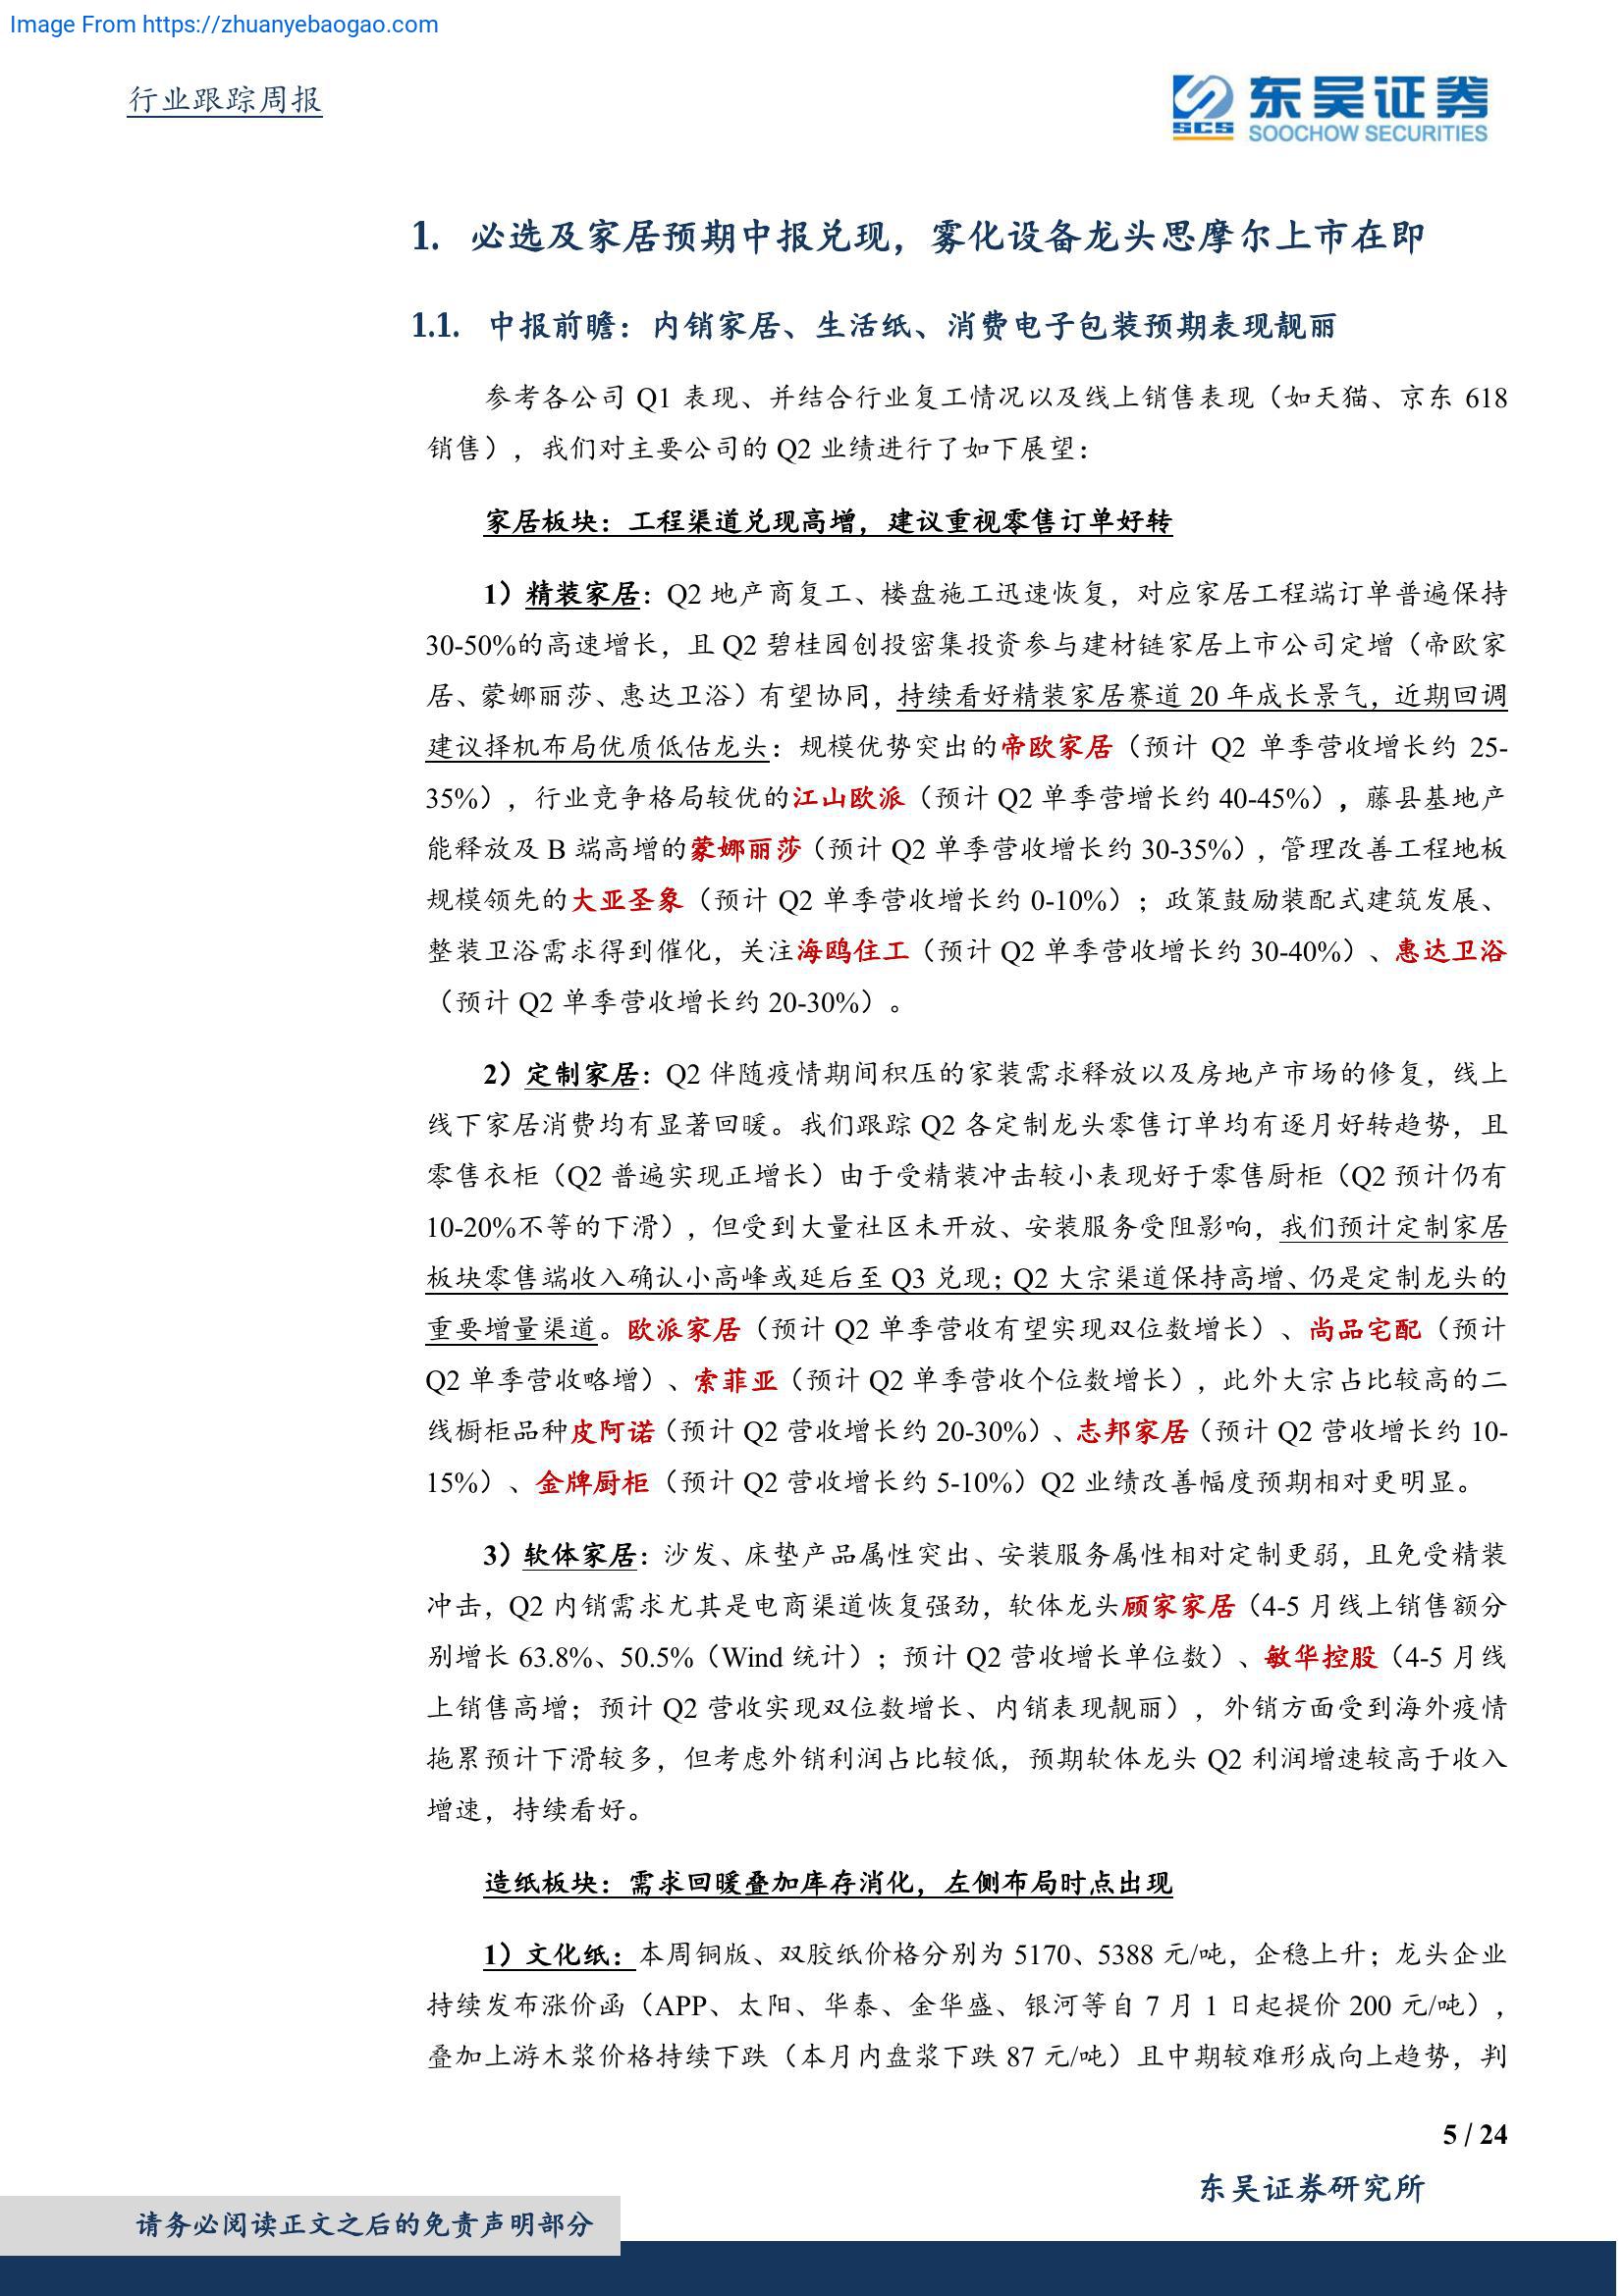 Image From https://zhuanyebaogao.com
行业跟踪周报
SCS
东吴证券
SOOCHOW SECURITIES
1. 必选及家居预期中报兑现，雾化设备龙头思摩尔上市在即
1.1. 中报前瞻：内销家居、生活纸、消费电子包装预期表现靓丽
参考各公司 Q1 表现、并结合行业复工情况以及线上销售表现（如天猫、京东 618
销售），我们对主要公司的 Q2 业绩进行了如下展望：
家居板块：工程渠道兑现高增，建议重视零售订单好转
1）精装家居：Q2 地产商复工、楼盘施工迅速恢复，对应家居工程端订单普遍保持
30-50%的高速增长，且 Q2 碧桂园创投密集投资参与建材链家居上市公司定增（帝欧家
居、蒙娜丽莎、惠达卫浴）有望协同，持续看好精装家居赛道 20 年成长景气，近期回调
建议择机布局优质低估龙头：规模优势突出的帝欧家居（预计 Q2 单季营收增长约 25-
35%），行业竞争格局较优的江山欧派（预计 Q2 单季营增长约 40-45%），藤县基地产
能释放及 B 端高增的蒙娜丽莎（预计 Q2 单季营收增长约 30-35%），管理改善工程地板
规模领先的大亚圣象（预计 Q2 单季营收增长约 0-10%）；政策鼓励装配式建筑发展、
整装卫浴需求得到催化，关注海鸥住工（预计 Q2 单季营收增长约 30-40%）、惠达卫浴
（预计 Q2 单季营收增长约 20-30%）。
2）定制家居：Q2 伴随疫情期间积压的家装需求释放以及房地产市场的修复，线上
线下家居消费均有显著回暖。我们跟踪 Q2 各定制龙头零售订单均有逐月好转趋势，且
零售衣柜（Q2 普遍实现正增长）由于受精装冲击较小表现好于零售厨柜（Q2 预计仍有
10-20%不等的下滑），但受到大量社区未开放、安装服务受阻影响，我们预计定制家居
板块零售端收入确认小高峰或延后至 Q3 兑现；Q2 大宗渠道保持高增、仍是定制龙头的
重要增量渠道。欧派家居（预计 Q2 单季营收有望实现双位数增长）、尚品宅配（预计
Q2 单季营收略增）、索菲亚（预计 Q2 单季营收个位数增长），此外大宗占比较高的二
线橱柜品种皮阿诺（预计 Q2 营收增长约 20-30%）、志邦家居（预计 Q2 营收增长约 10-
15%）、金牌厨柜（预计 Q2 营收增长约 5-10%）Q2 业绩改善幅度预期相对更明显。
3）软体家居：沙发、床垫产品属性突出、安装服务属性相对定制更弱，且免受精装
冲击，Q2 内销需求尤其是电商渠道恢复强劲，软体龙头顾家家居（4-5 月线上销售额分
别增长 63.8%、50.5%（Wind 统计）；预计 Q2 营收增长单位数）、敏华控股（4-5 月线
上销售高增；预计 Q2 营收实现双位数增长、内销表现靓丽），外销方面受到海外疫情
拖累预计下滑较多，但考虑外销利润占比较低，预期软体龙头 Q2 利润增速较高于收入
增速，持续看好。
造纸板块：需求回暖叠加库存消化，左侧布局时点出现
1）文化纸：本周铜版、双胶纸价格分别为 5170、5388 元/吨，企稳上升；龙头企业
持续发布涨价函（APP、太阳、华泰、金华盛、银河等自 7 月 1 日起提价 200 元/吨），
叠加上游木浆价格持续下跌（本月内盘浆下跌 87 元/吨）且中期较难形成向上趋势，判
5 / 24
东吴证券研究所
请务必阅读正文之后的免责声明部分